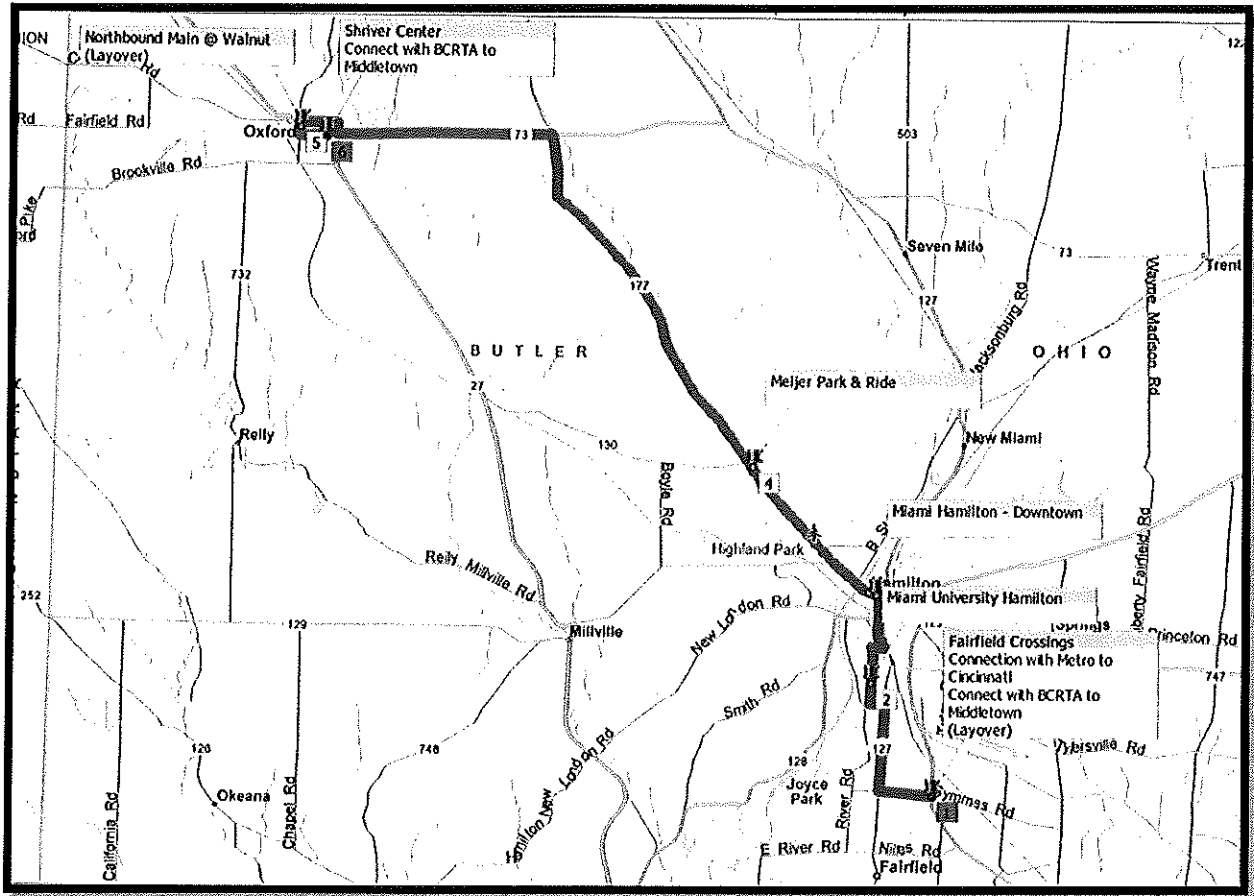 ION
Northbound Main @ Walnut
(Layover)
Shriver Center
Connect with BCRTA to
Middletown
Rd
Rd
Fairfield Rd
Oxford
5
6
73
503
Brookville Rd
Pike
732
Seven Mile
73
Trent
177
127
Jacksonburg Rd
Wayne Madison Rd
BUTLER
OHIO
27
Meijer Park & Ride
Reily
130
New Miami
Boyle Rd
4
Miami Hamilton - Downtown
Highland Park
Reily Millville Rd
Hamilton
Miami University Hamilton
252
129
Millville
New London Rd
Liberty Fairfield Rd
Princeton Rd
Fairfield Crossings
Connection with Metro to
Cincinnati
Connect with BCRTA to
Middletown
(Layover)
747
Smith Rd
2
Tylersville Rd
126
748
Hamilton New London Rd
127
128
Joyce
Park
River Rd
Okeana
Symmes Rd
Chapel Rd
California Rd
E River Rd
Niles Rd
Fairfield